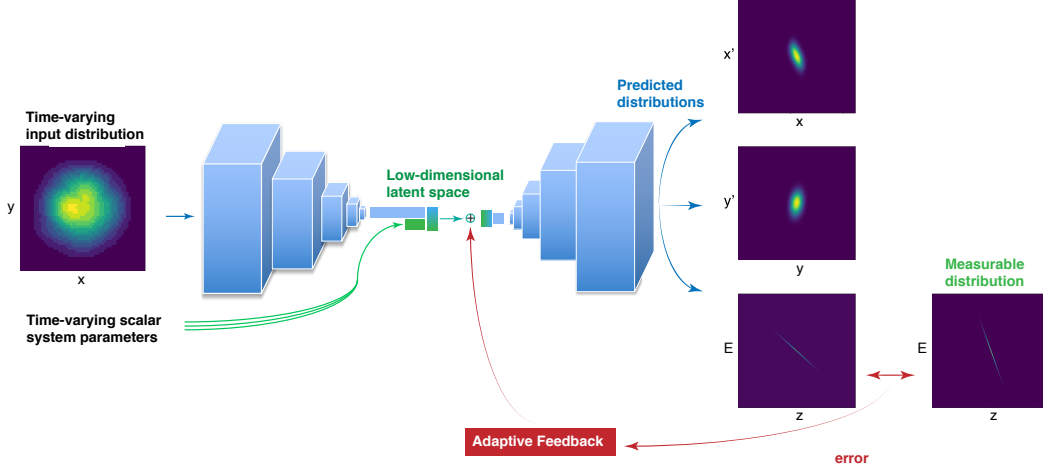 Time-varying
input distribution
y
x
Time-varying scalar
system parameters
Low-dimensional
latent space
Predicted
distributions
x'
x
y'
y
E
z
Measurable
distribution
E
z
Adaptive Feedback
error